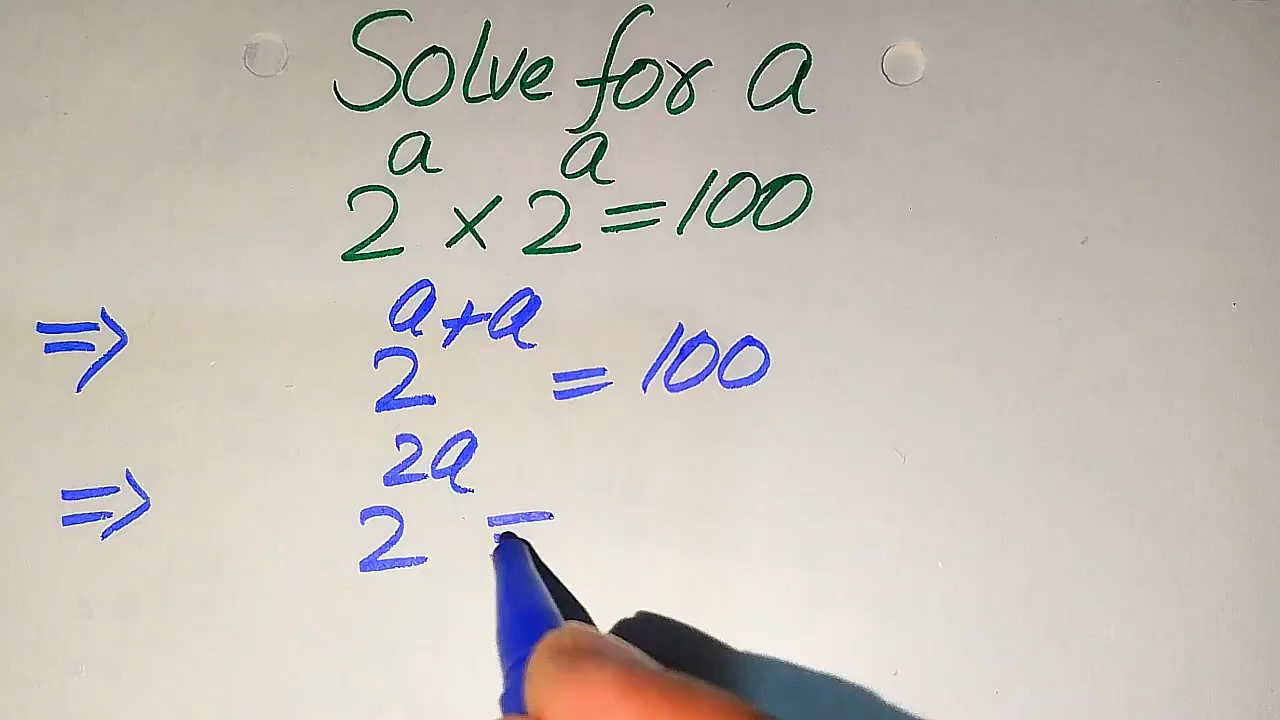 Solve for a
2^a × 2^a = 100
⇒ 2^(a+a) = 100
⇒ 2^(2a) =